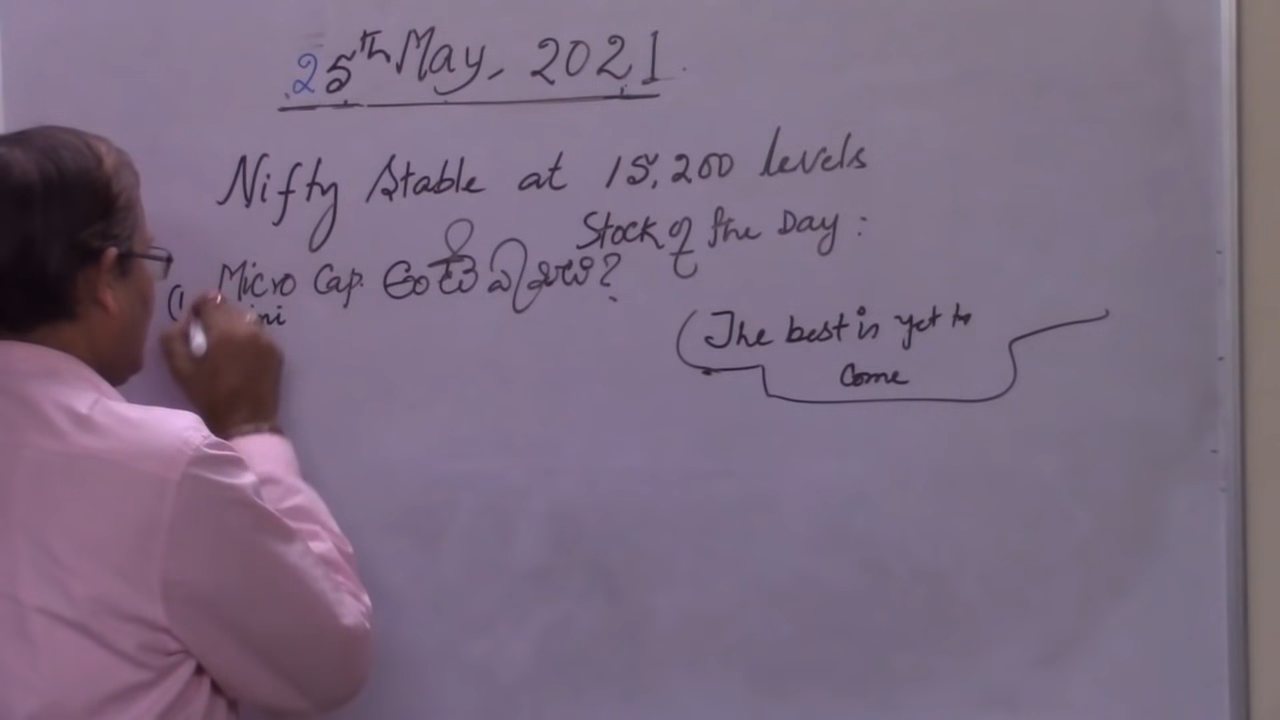 25th May, 2021
Nifty Stable at 15,200 levels
Stock of the Day :
Micro Cap. అంటే ఏమిటి?
(The best is yet to
Come